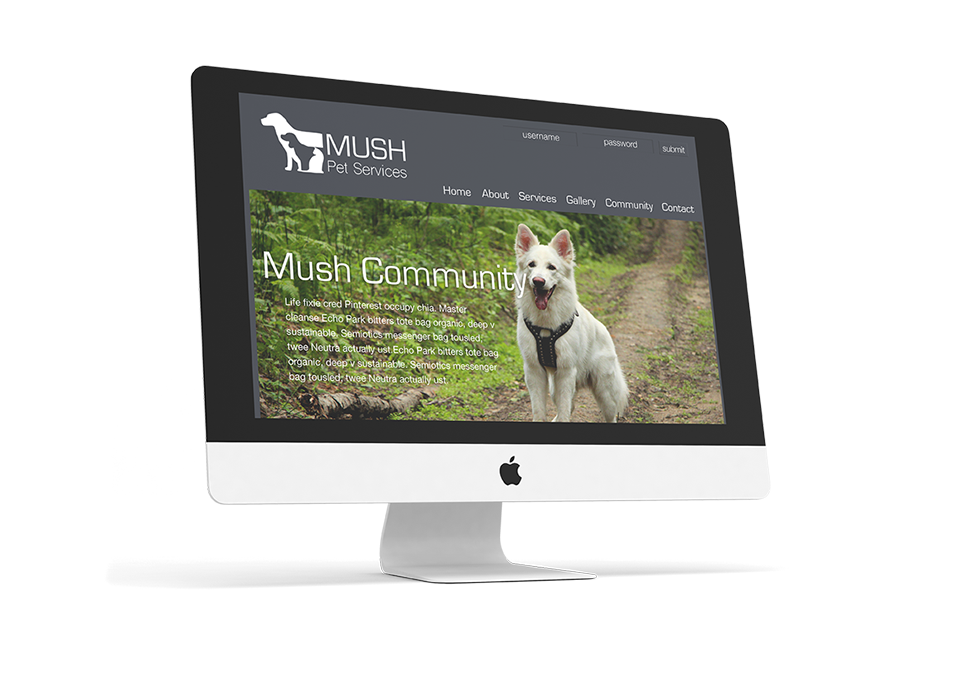 MUSH
Pet Services
username password submit
Home About Services Gallery Community Contact
Mush Community
Life fixie cred Pinterest occupy chia. Master
cleanse Echo Park bitters tote bag organic, deep v
sustainable. Semiotics messenger bag tousled,
twee Neutra actually ust.Echo Park bitters tote bag
organic, deep v sustainable. Semiotics messenger
bag tousled, twee Neutra actually ust.